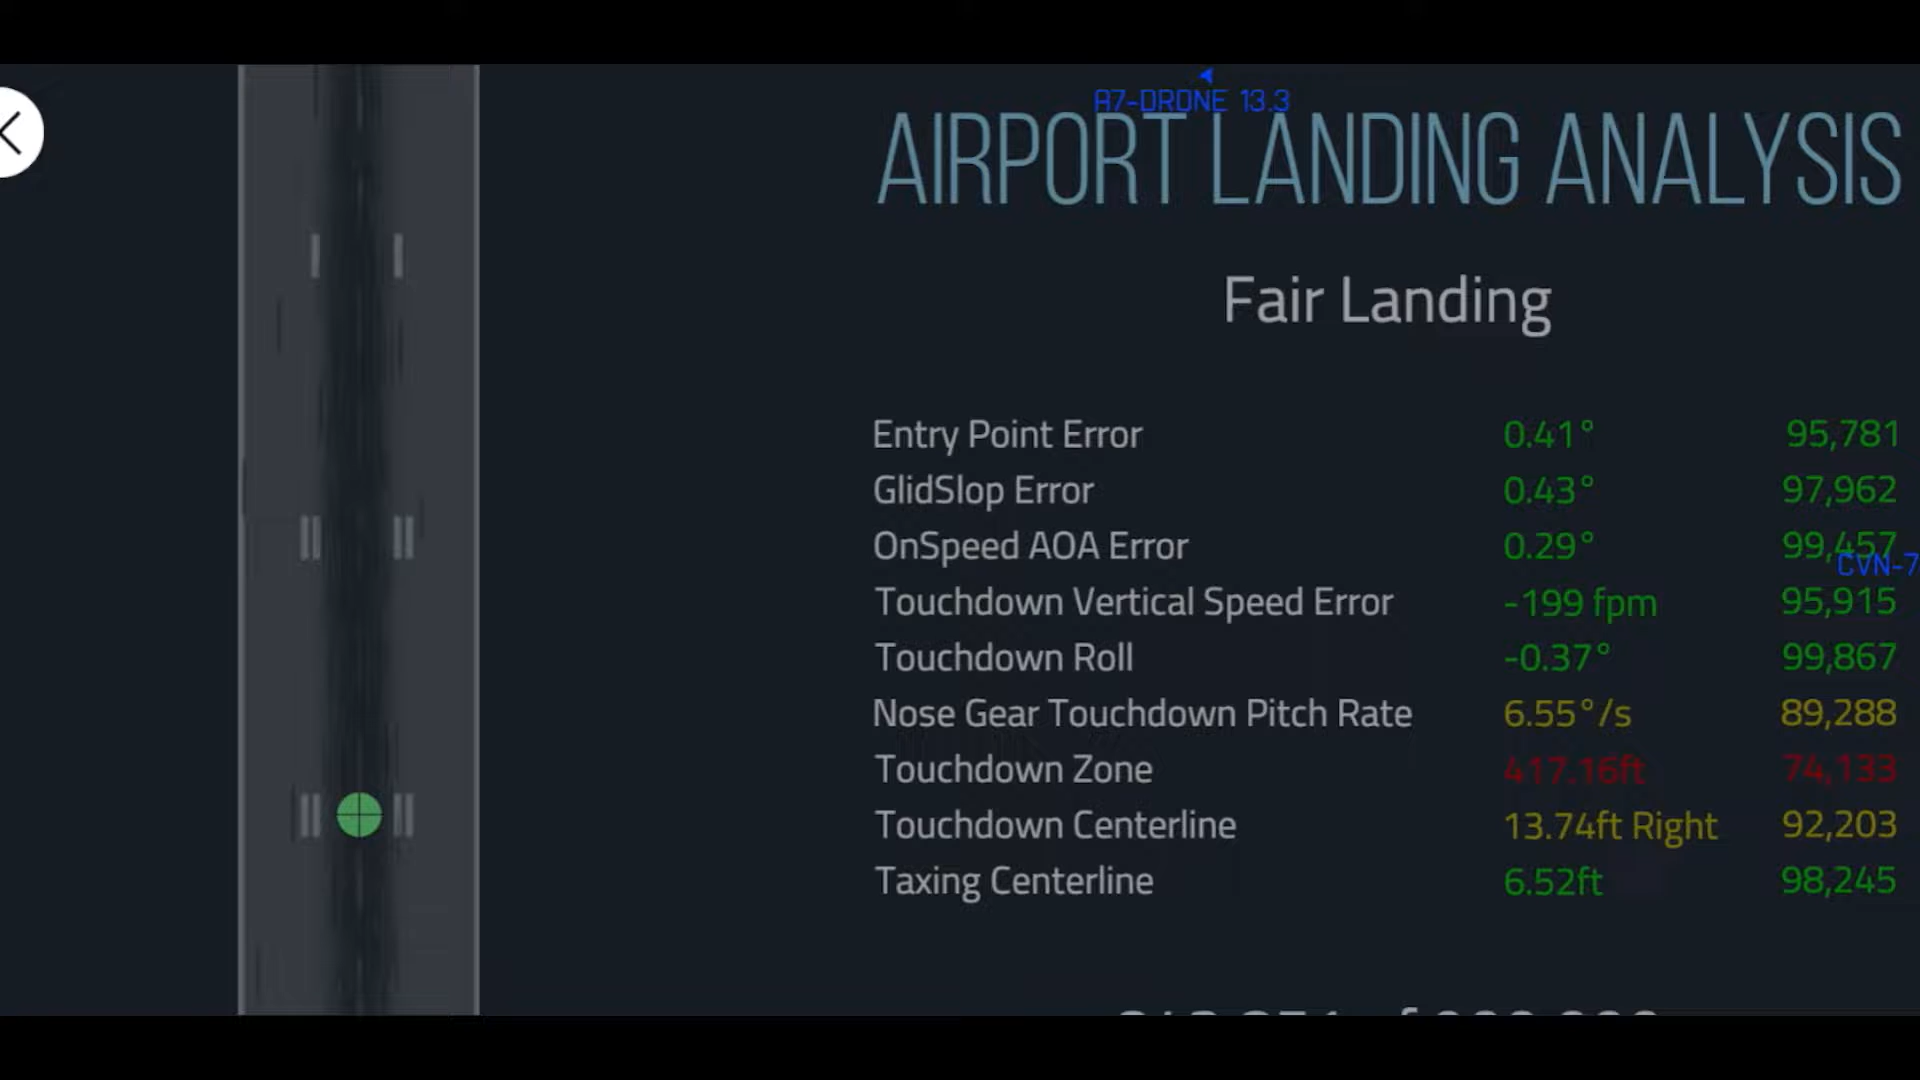 A7-DRONE 13.3
AIRPORT LANDING ANALYSIS
Fair Landing
Entry Point Error 0.41° 95,781
GlidSlop Error 0.43° 97,962
OnSpeed AOA Error 0.29° 99,457
CVN-7
Touchdown Vertical Speed Error -199 fpm 95,915
Touchdown Roll -0.37° 99,867
Nose Gear Touchdown Pitch Rate 6.55°/s 89,288
Touchdown Zone 417.16ft 74,133
Touchdown Centerline 13.74ft Right 92,203
Taxing Centerline 6.52ft 98,245